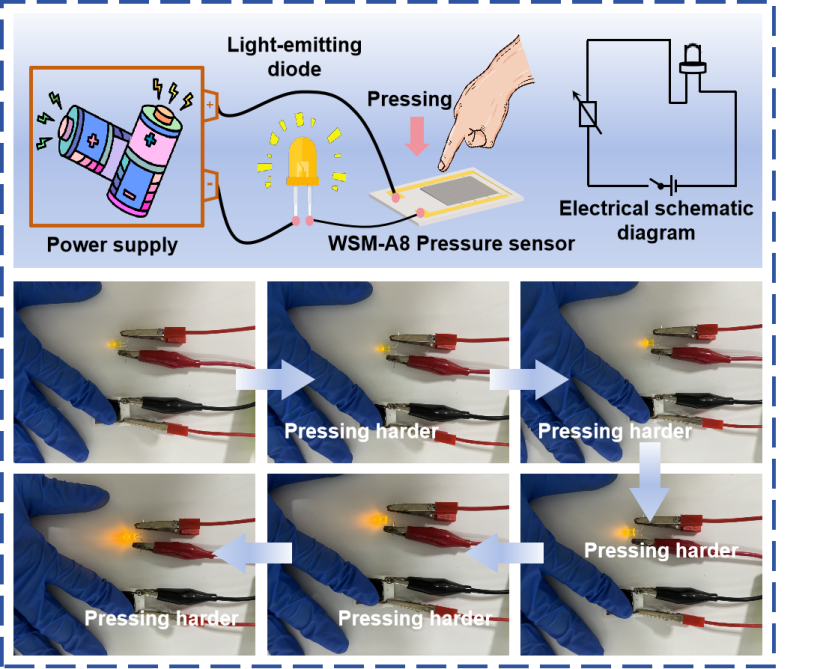 Light-emitting
diode
Pressing
+
-
Power supply
WSM-A8 Pressure sensor
Electrical schematic
diagram
Pressing harder
Pressing harder
Pressing harder
Pressing harder
Pressing harder